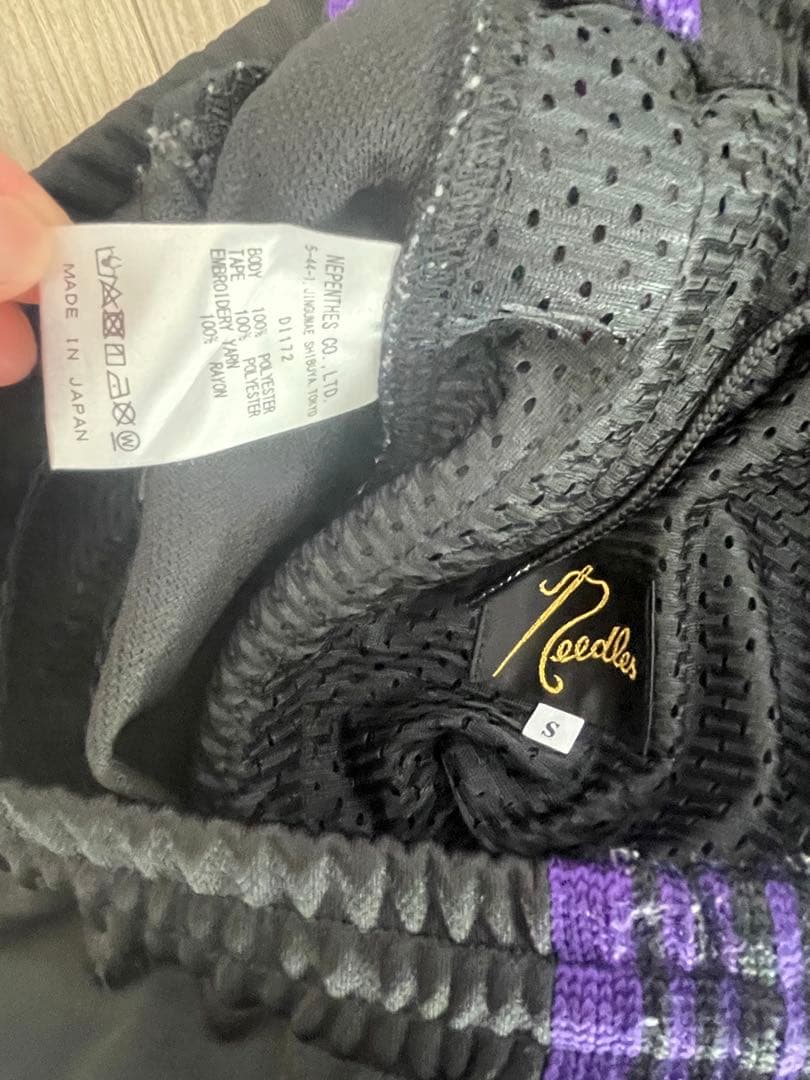 NEPENTHES CO.,LTD.
5-44-1, JINGUMAE SHIBUYA, TOKYO
D1172
BODY 100% POLYESTER
TAPE 100% POLYESTER
EMBROIDERY YARN
100% RAYON
MADE IN JAPAN
Needles
S